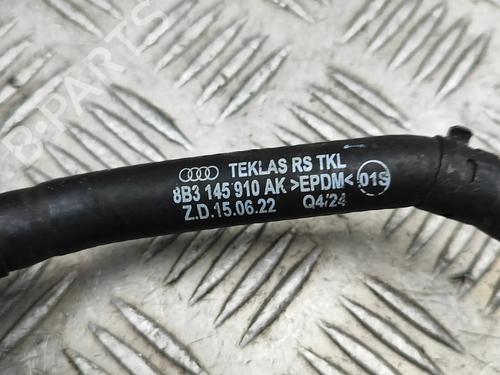 B-PARTS
TEKLAS RS TKL
8B3 145 910 AK >EPDM< 01S
Z.D.15.06.22 Q4/24